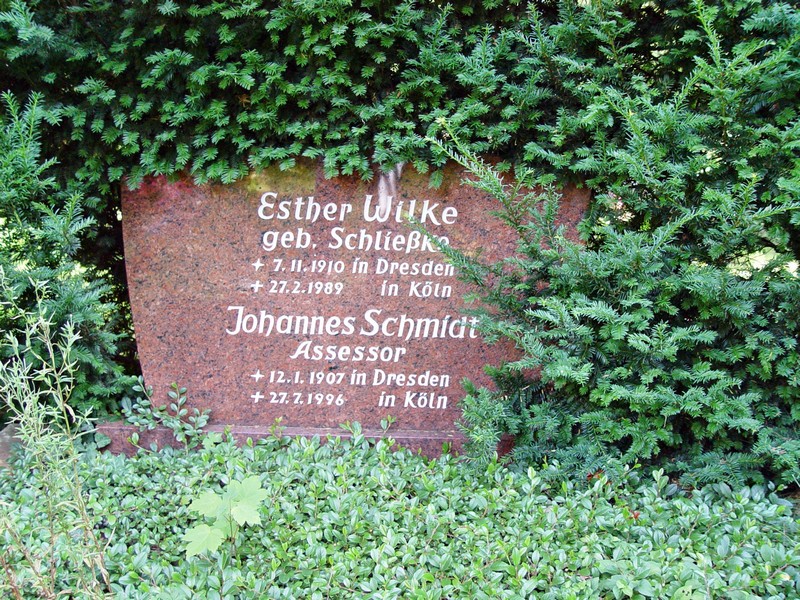 Esther Wilke
geb. Schließke
+ 7.11.1910 in Dresden
+ 27.2.1989 in Köln
Johannes Schmidt
Assessor
+ 12.1.1907 in Dresden
+ 27.7.1996 in Köln